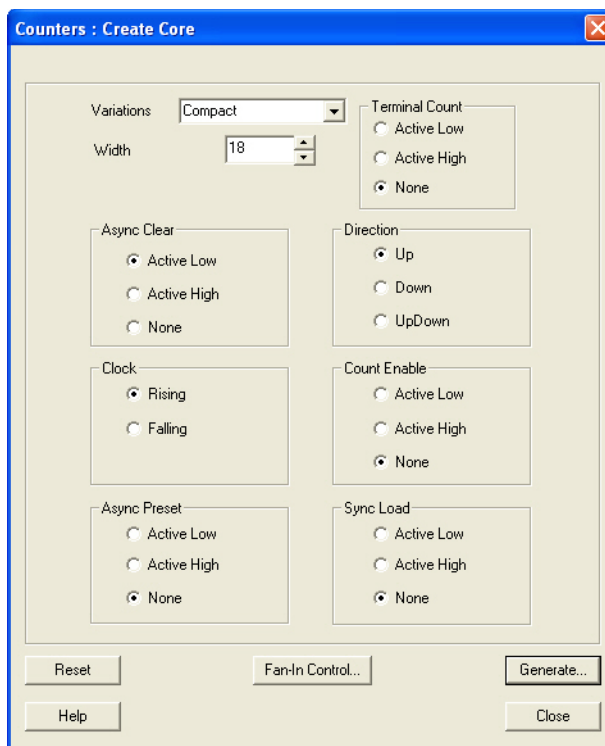 Counters : Create Core
Variations
Compact
Width
18
Terminal Count
Active Low
Active High
None
Async Clear
Active Low
Active High
None
Direction
Up
Down
UpDown
Clock
Rising
Falling
Count Enable
Active Low
Active High
None
Async Preset
Active Low
Active High
None
Sync Load
Active Low
Active High
None
Reset
Fan-In Control...
Generate...
Help
Close